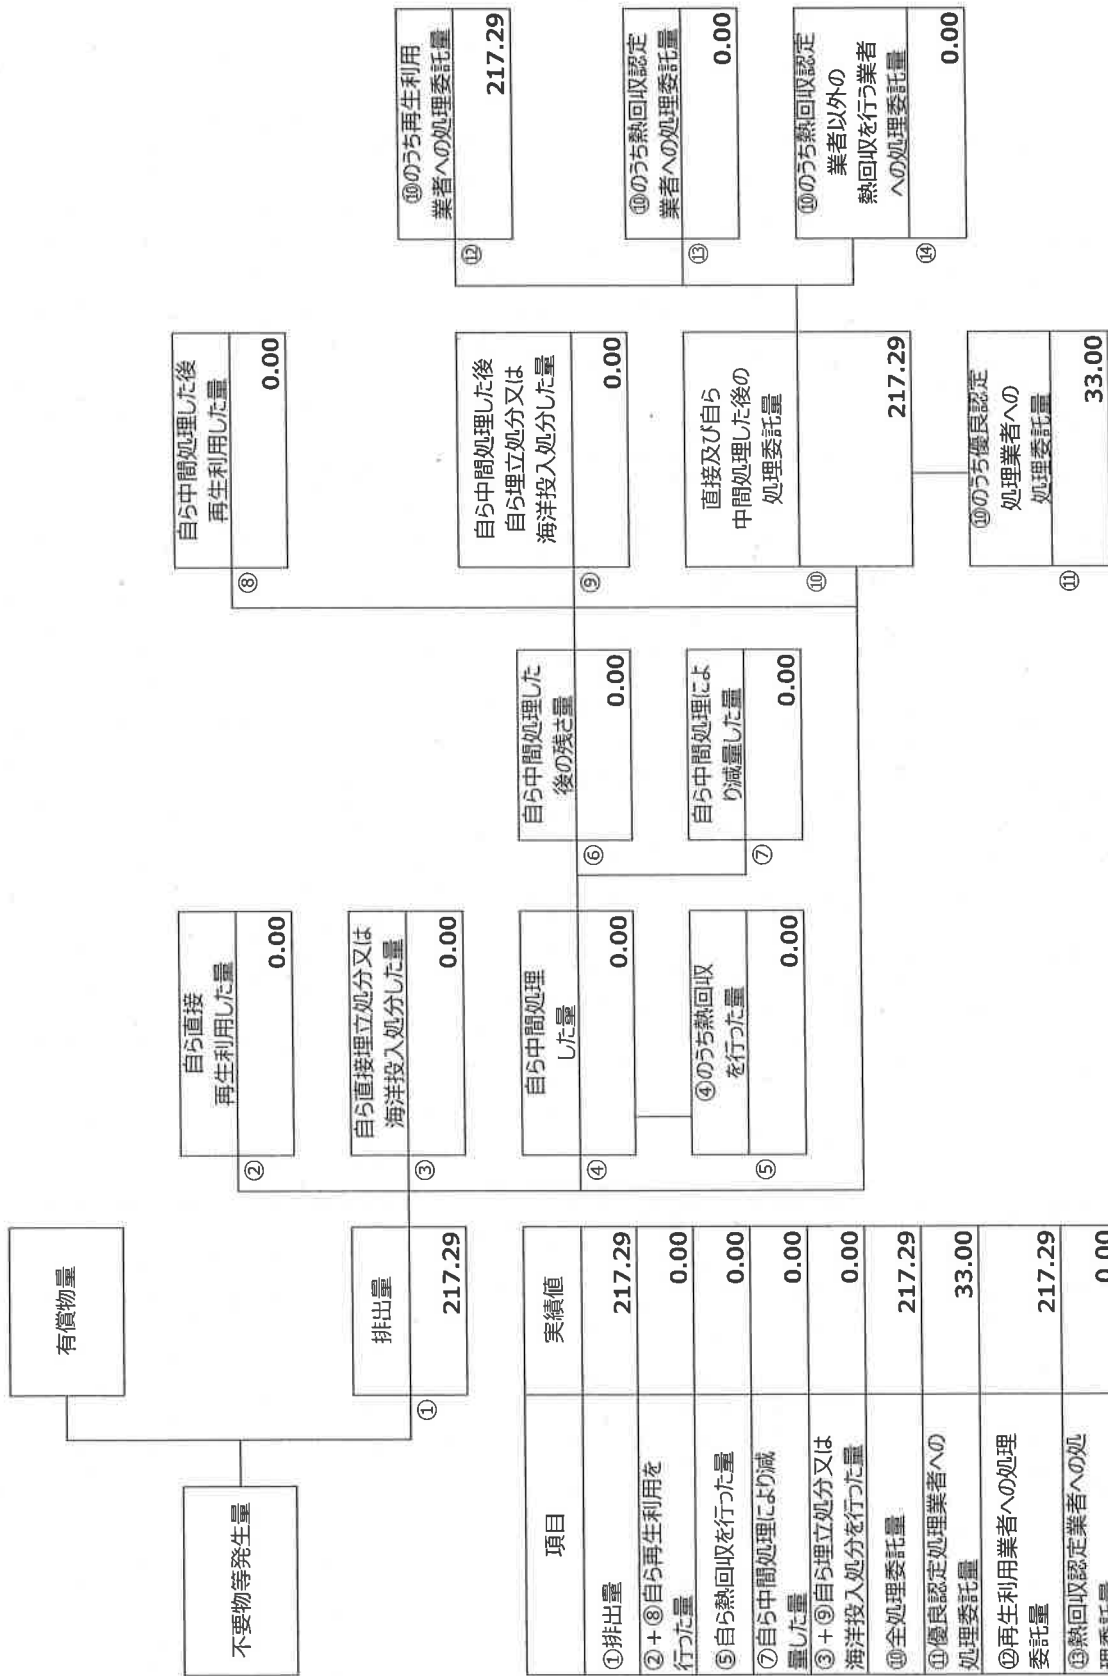 不要物等発生量
有償物量
排出量
①
217.29
自ら直接
再生利用した量
②
0.00
自ら直接埋立処分又は
海洋投入処分した量
③
0.00
自ら中間処理
した量
④
0.00
④のうち熱回収
を行った量
⑤
0.00
自ら中間処理した
後の残さ量
⑥
0.00
自ら中間処理によ
り減量した量
⑦
0.00
自ら中間処理した後
再生利用した量
⑧
0.00
自ら中間処理した後
自ら埋立処分又は
海洋投入処分した量
⑨
0.00
直接及び自ら
中間処理した後の
処理委託量
⑩
217.29
⑩のうち優良認定
処理業者への
処理委託量
⑪
33.00
⑩のうち再生利用
業者への処理委託量
⑫
217.29
⑩のうち熱回収認定
業者への処理委託量
⑬
0.00
⑩のうち熱回収認定
業者以外の
熱回収を行う業者
への処理委託量
⑭
0.00
項目 実績値
①排出量 217.29
②+⑧自ら再生利用を
行った量 0.00
⑤自ら熱回収を行った量 0.00
⑦自ら中間処理により減
量した量 0.00
③+⑨自ら埋立処分又は
海洋投入処分を行った量 0.00
⑩全処理委託量 217.29
⑪優良認定処理業者への
処理委託量 33.00
⑫再生利用業者への処理
委託量 217.29
⑬熱回収認定業者への処
理委託量 0.00